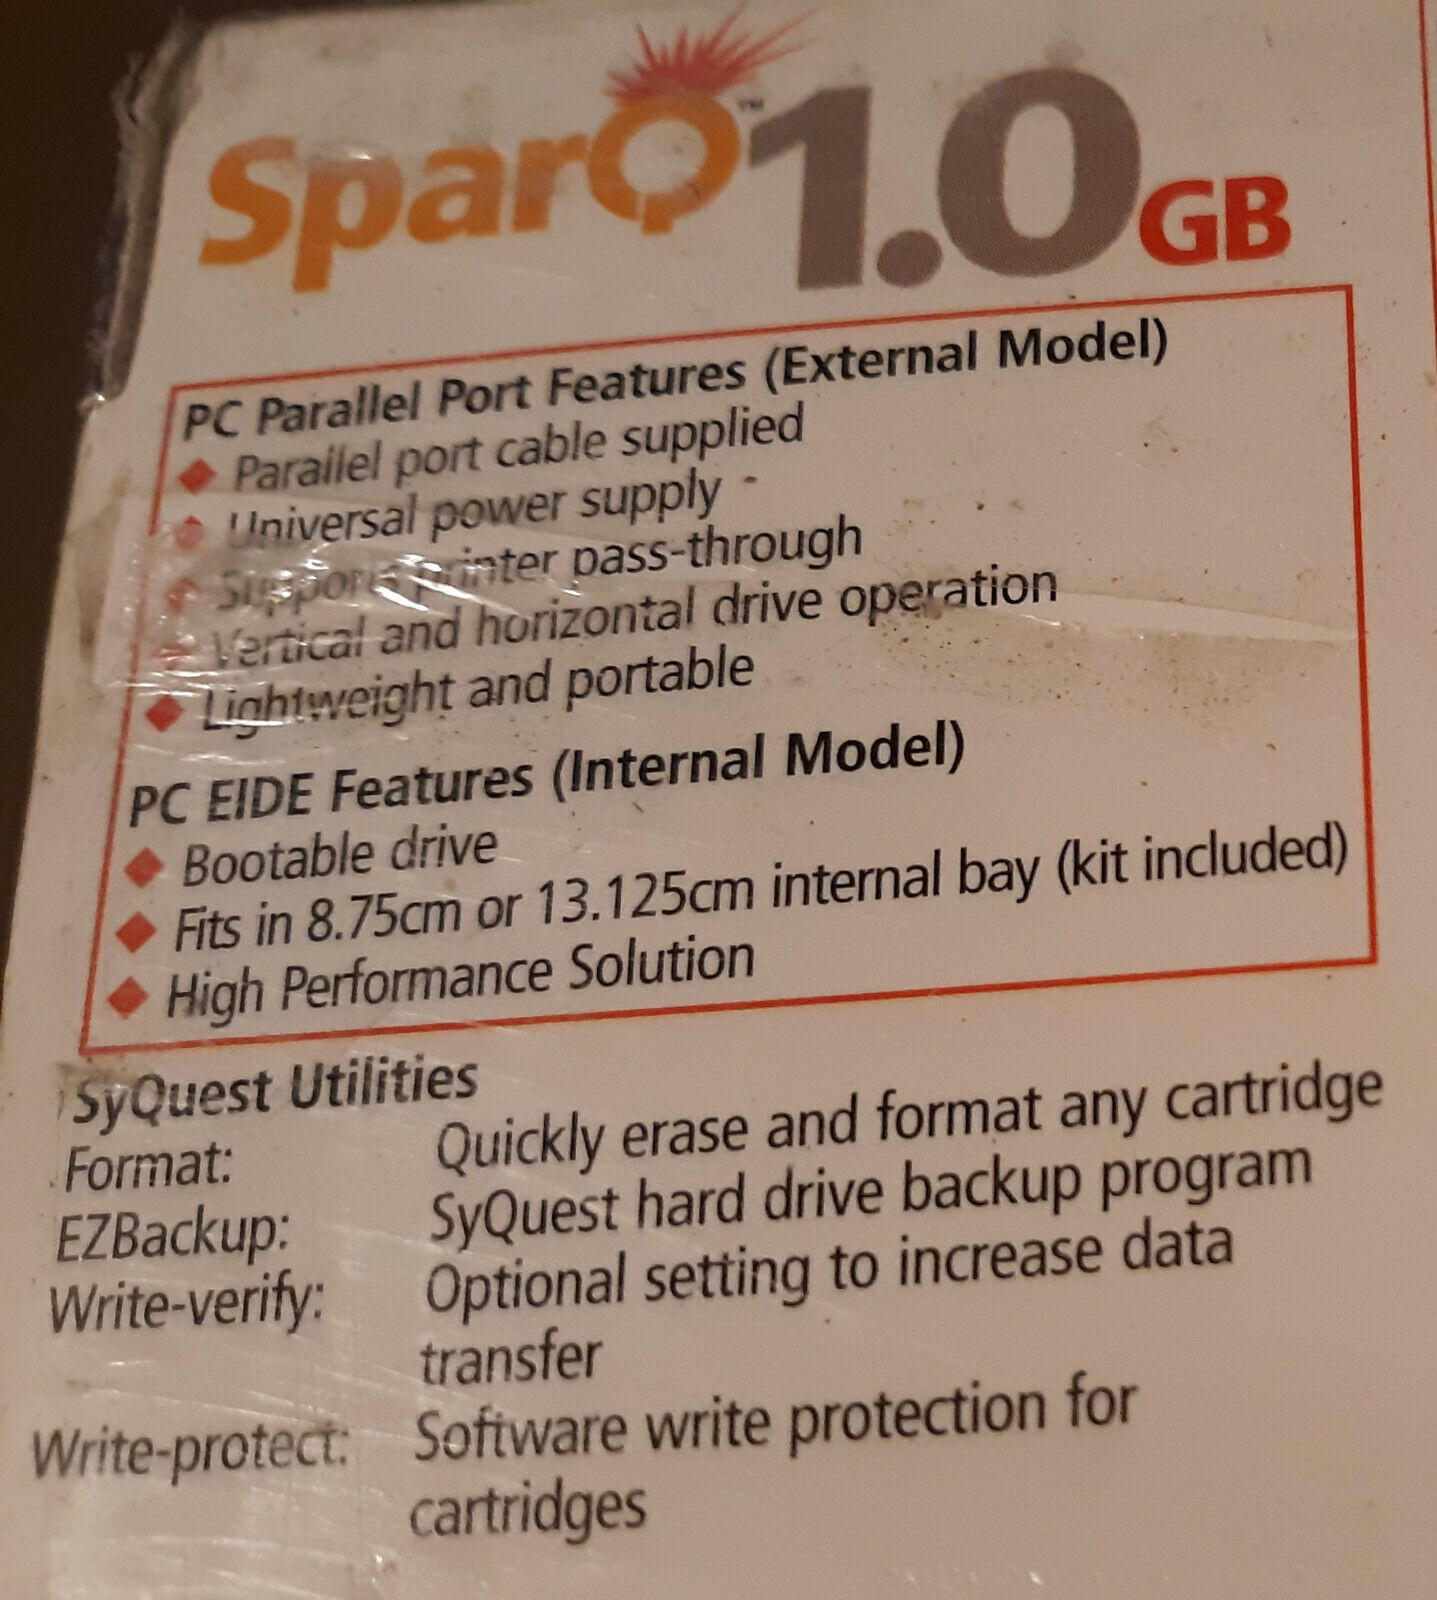 SparQ™ 1.0 GB
PC Parallel Port Features (External Model)
◆ Parallel port cable supplied
◆ Universal power supply
◆ Supports printer pass-through
◆ Vertical and horizontal drive operation
◆ Lightweight and portable
PC EIDE Features (Internal Model)
◆ Bootable drive
◆ Fits in 8.75cm or 13.125cm internal bay (kit included)
◆ High Performance Solution
SyQuest Utilities
Format: Quickly erase and format any cartridge
EZBackup: SyQuest hard drive backup program
Write-verify: Optional setting to increase data
transfer
Write-protect: Software write protection for
cartridges